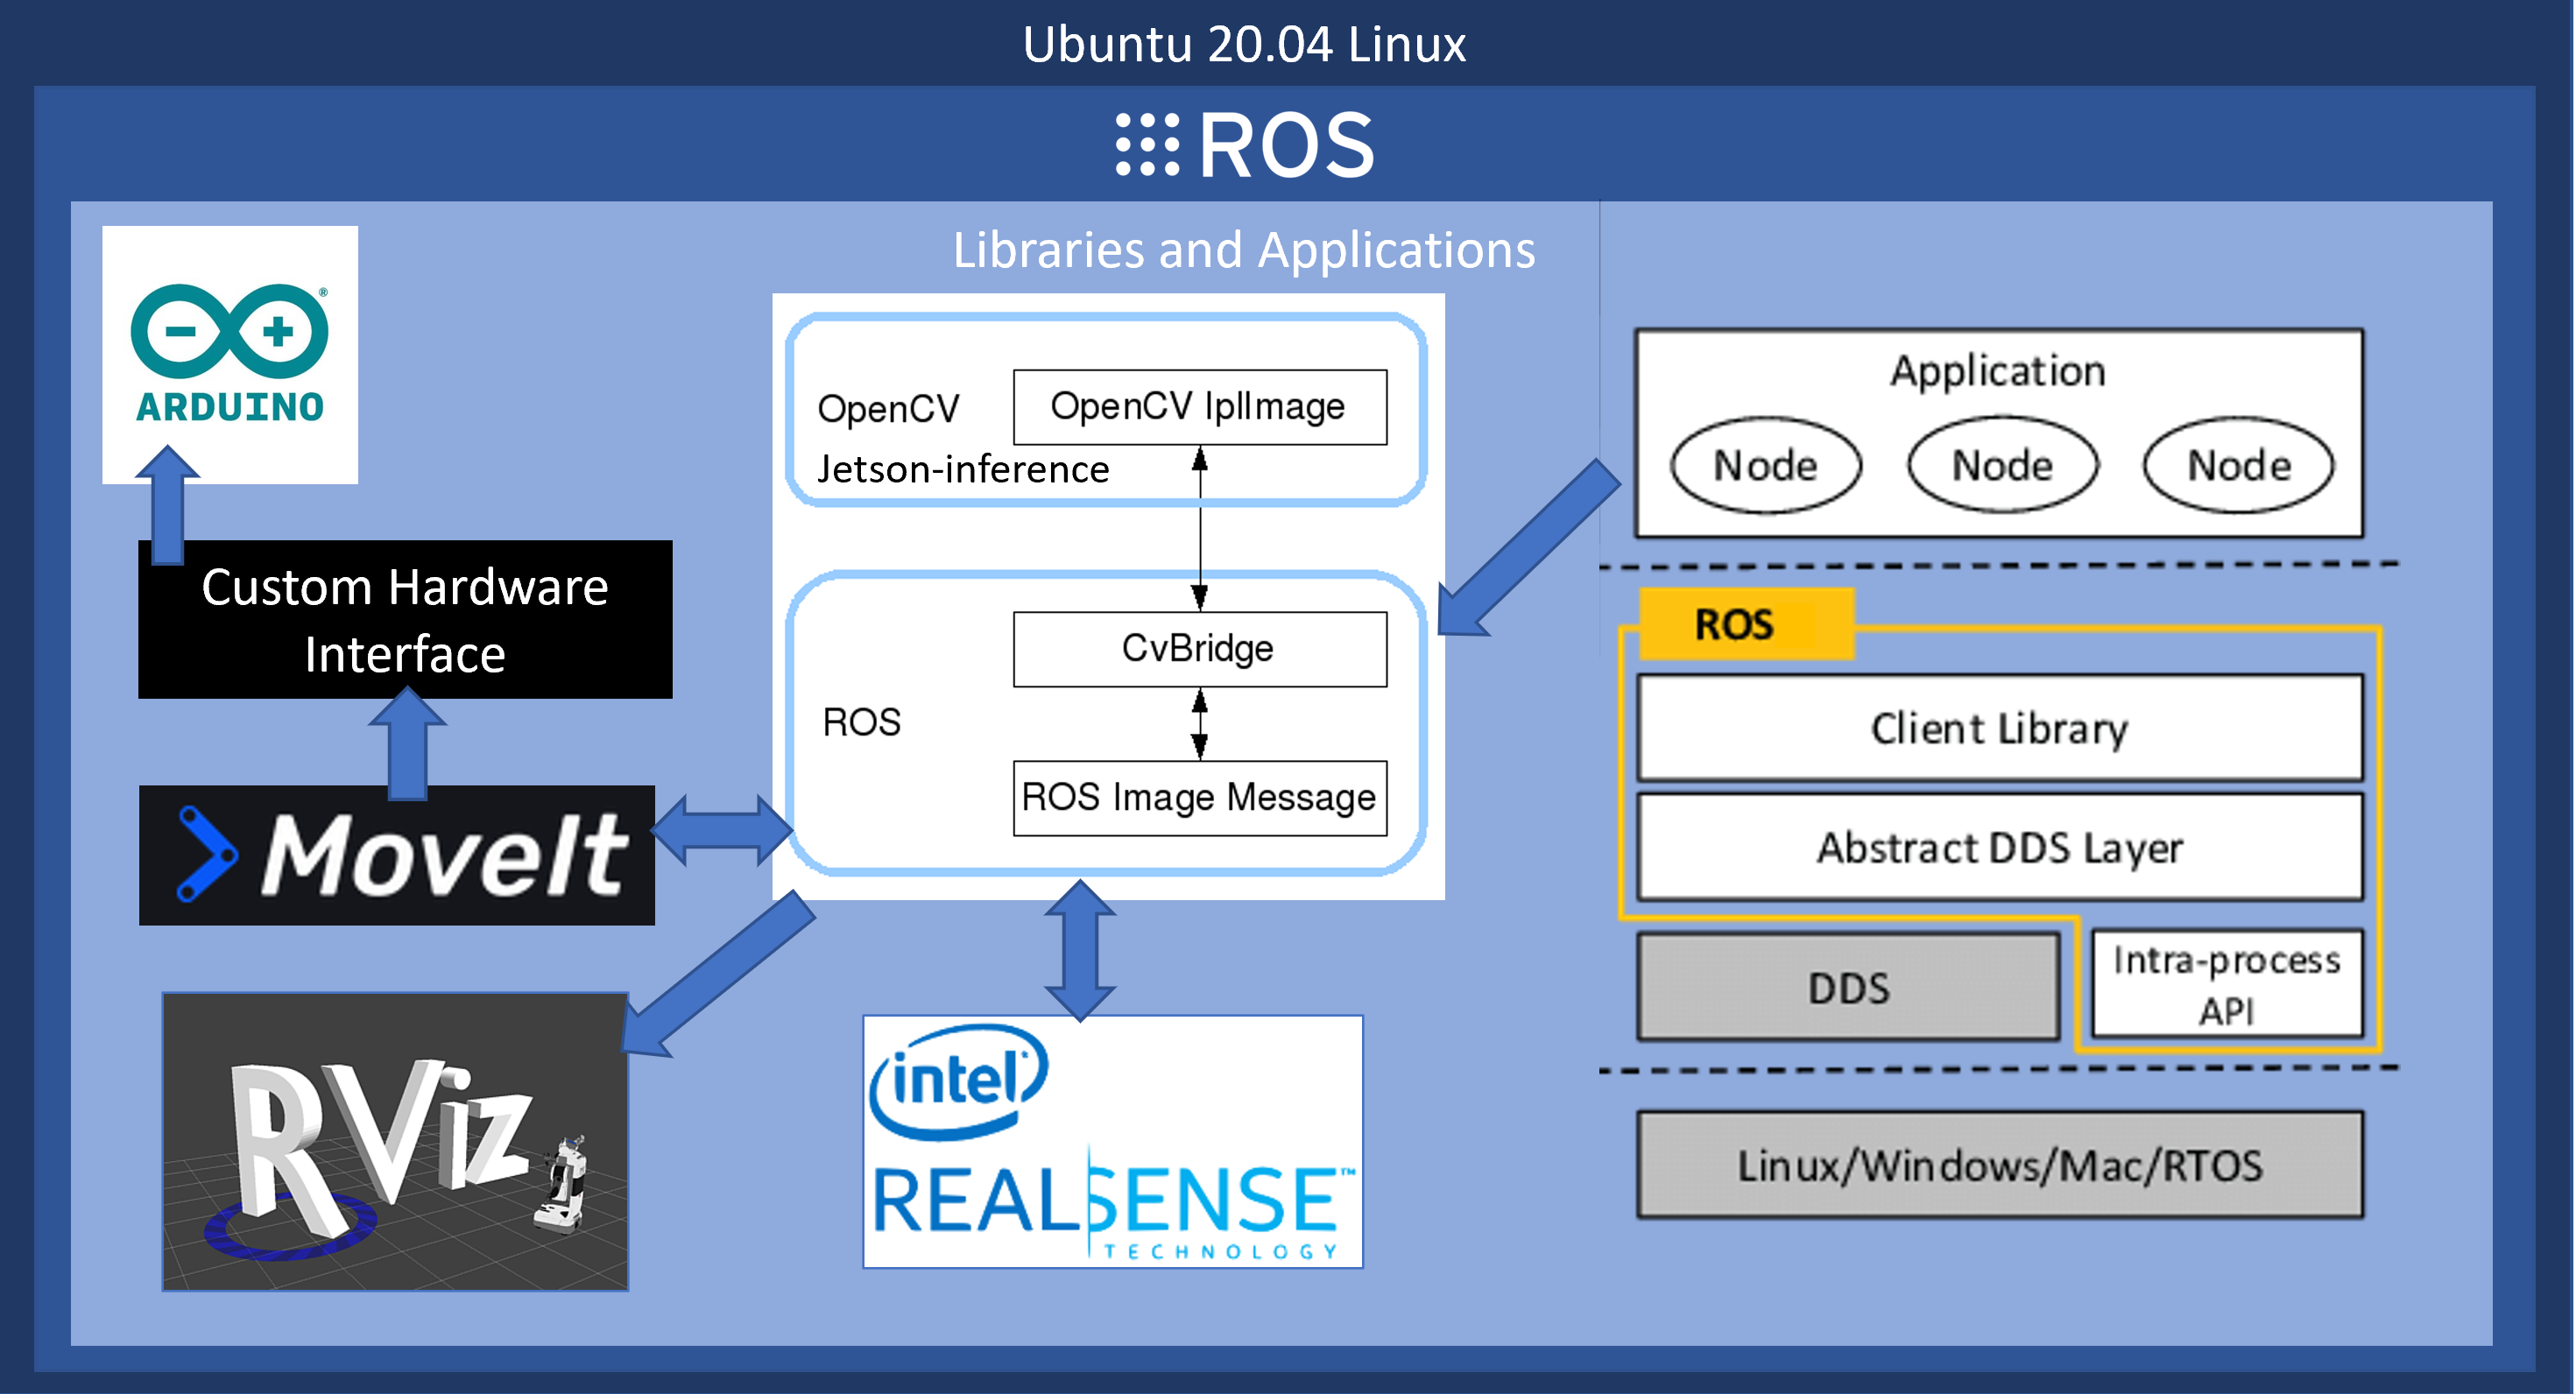 Ubuntu 20.04 Linux
ROS
Libraries and Applications
ARDUINO
®
Custom Hardware
Interface
MoveIt
RViz
OpenCV
OpenCV IplImage
Jetson-inference
CvBridge
ROS
ROS Image Message
intel®
REALSENSE™
TECHNOLOGY
Application
Node
Node
Node
ROS
Client Library
Abstract DDS Layer
DDS
Intra-process
API
Linux/Windows/Mac/RTOS